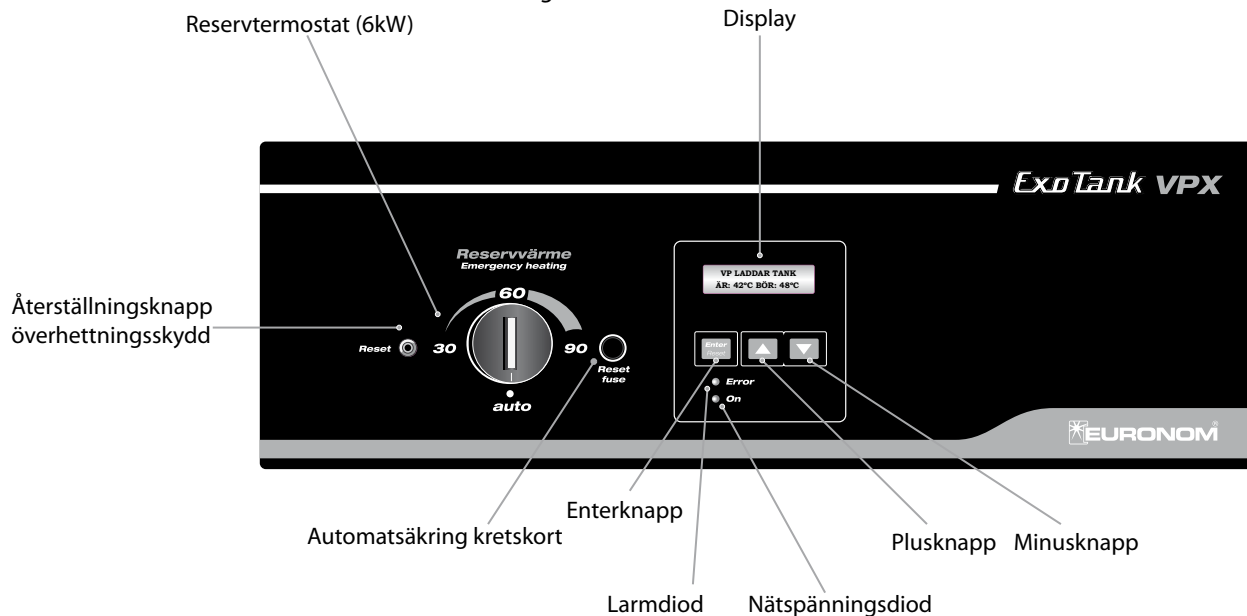 Reservtermostat (6kW)
Display
ExoTank VPX
Reservvärme
Emergency heating
60
VP LADDAR TANK
ÄR: 42°C BÖR: 48°C
Återställningsknapp
överhettningsskydd
Reset
30
90
Reset
fuse
auto
Enter
Reset
Error
On
EURONOM®
Enterknapp
Automatsäkring kretskort
Plusknapp
Minusknapp
Larmdiod
Nätspänningsdiod